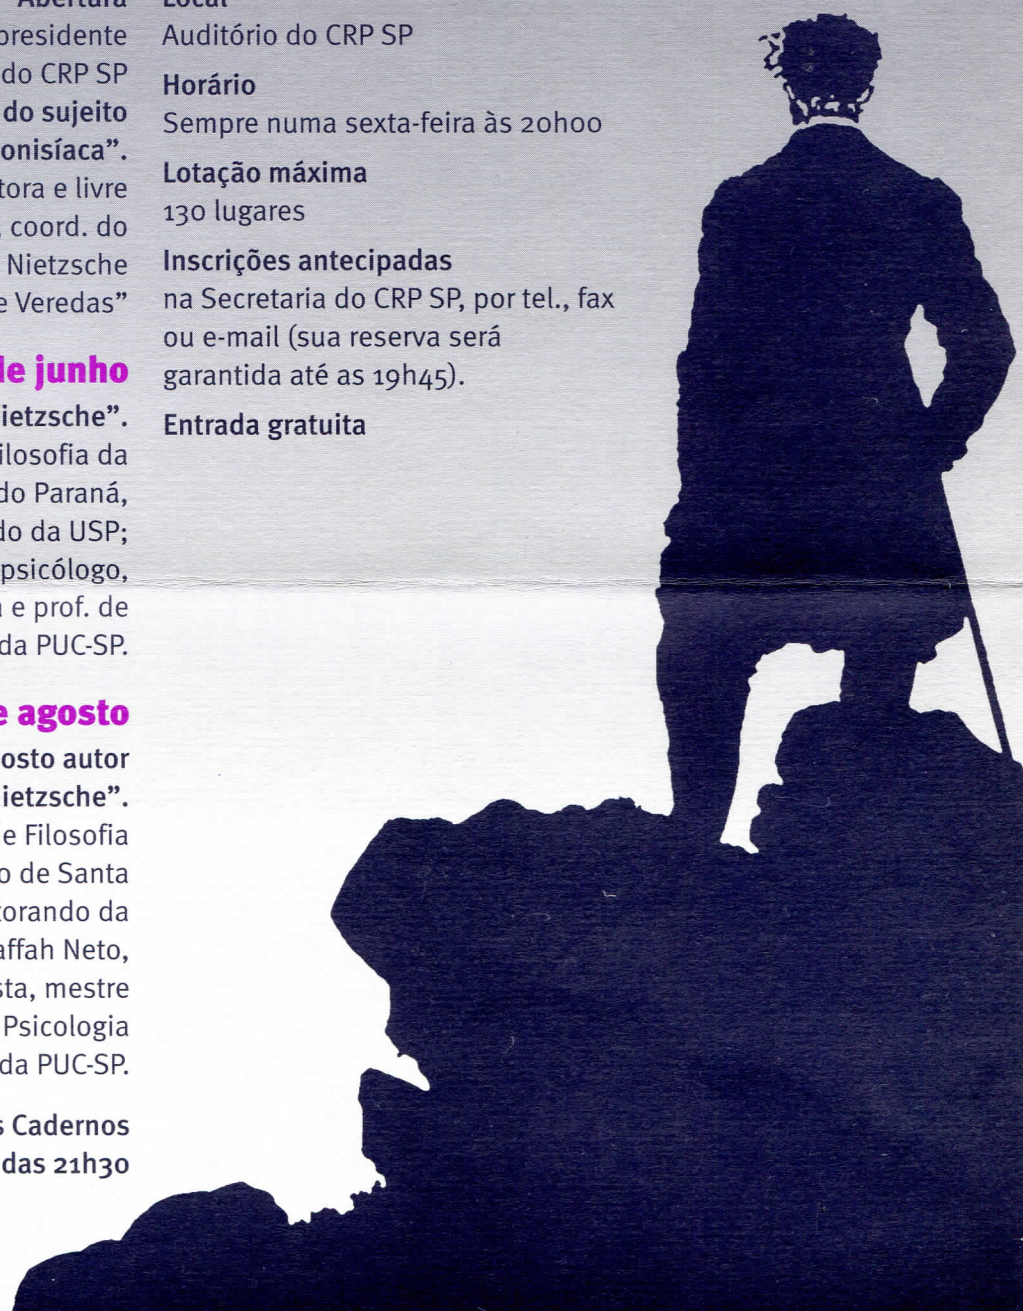 Abertura
presidente
do CRP SP
do sujeito
onisíaca”.
tora e livre
, coord. do
Nietzsche
e Veredas”
de junho
ietzsche”.
ilosofia da
do Paraná,
do da USP;
psicólogo,
a e prof. de
da PUC-SP.
e agosto
osto autor
ietzsche”.
e Filosofia
o de Santa
torando da
affah Neto,
sta, mestre
Psicologia
da PUC-SP.
s Cadernos
das 21h30
Local
Auditório do CRP SP
Horário
Sempre numa sexta-feira às 20h00
Lotação máxima
130 lugares
Inscrições antecipadas
na Secretaria do CRP SP, por tel., fax
ou e-mail (sua reserva será
garantida até as 19h45).
Entrada gratuita